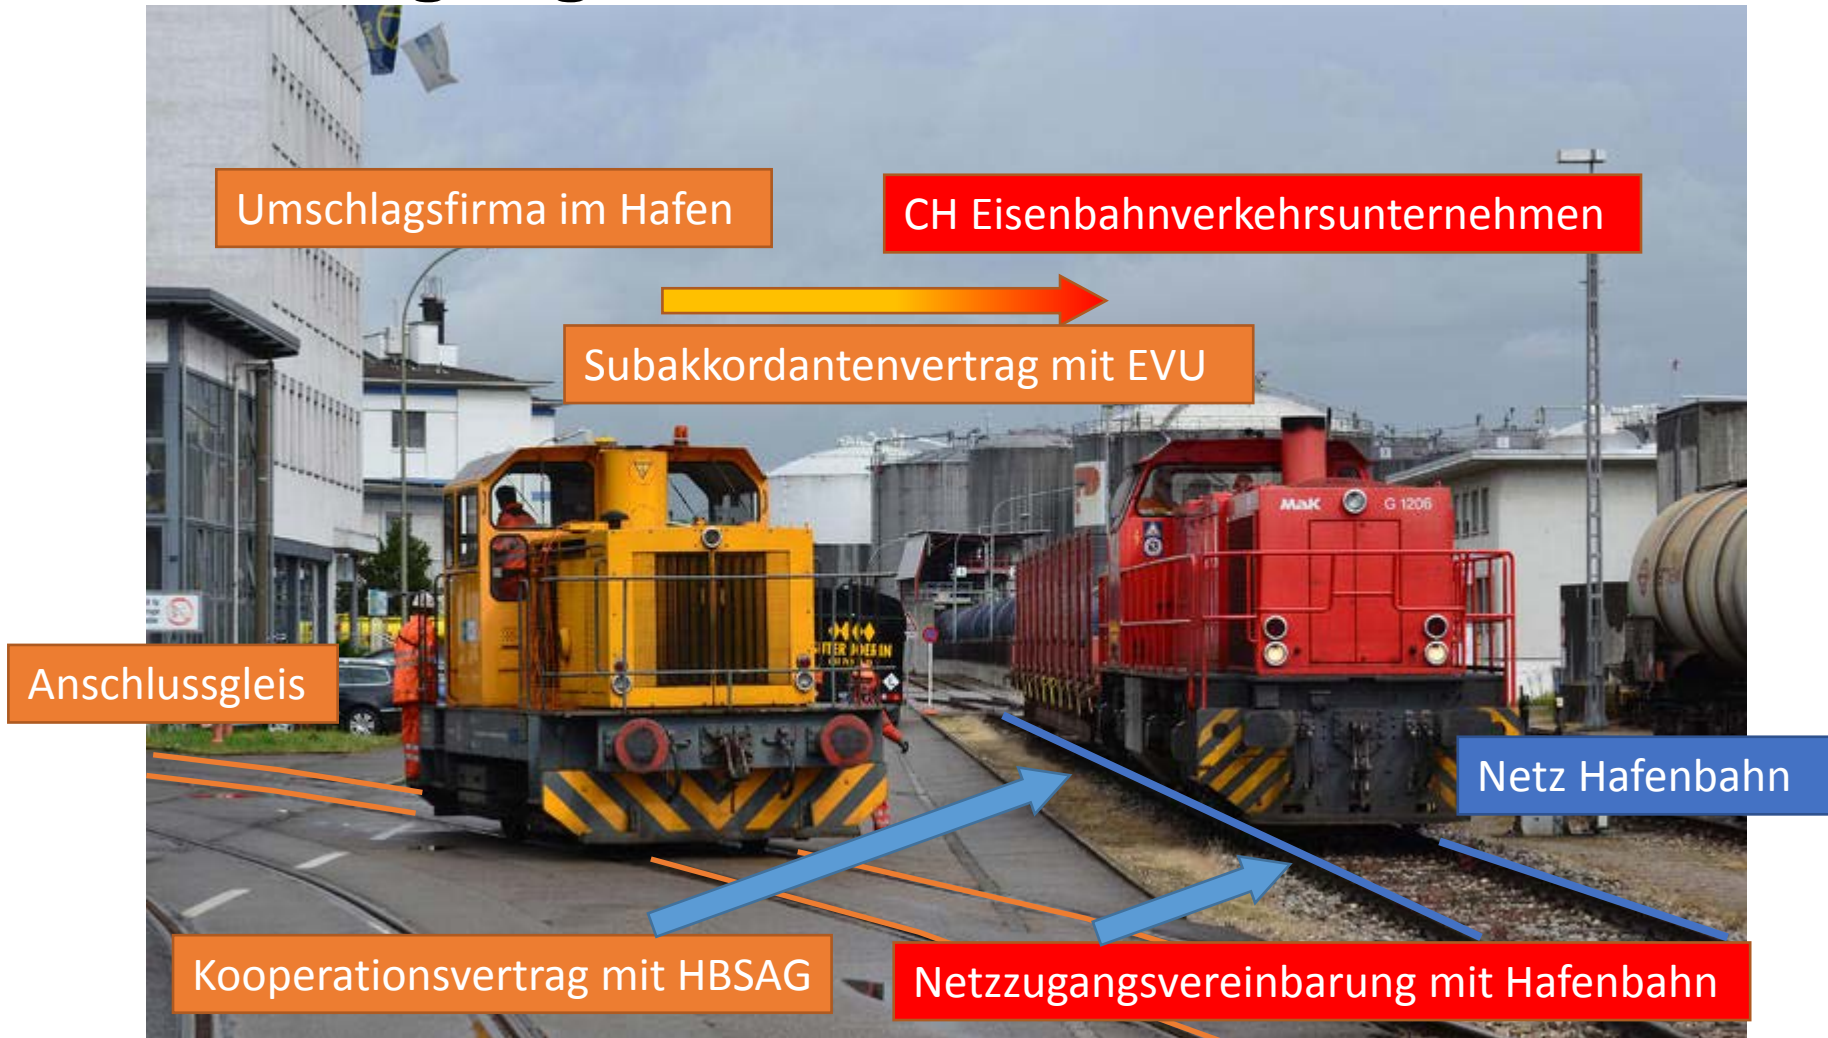 Umschlagsfirma im Hafen
CH Eisenbahnverkehrsunternehmen
Subakkordantenvertrag mit EVU
MaK G 1206
Anschlussgleis
Netz Hafenbahn
Kooperationsvertrag mit HBSAG
Netzzugangsvereinbarung mit Hafenbahn